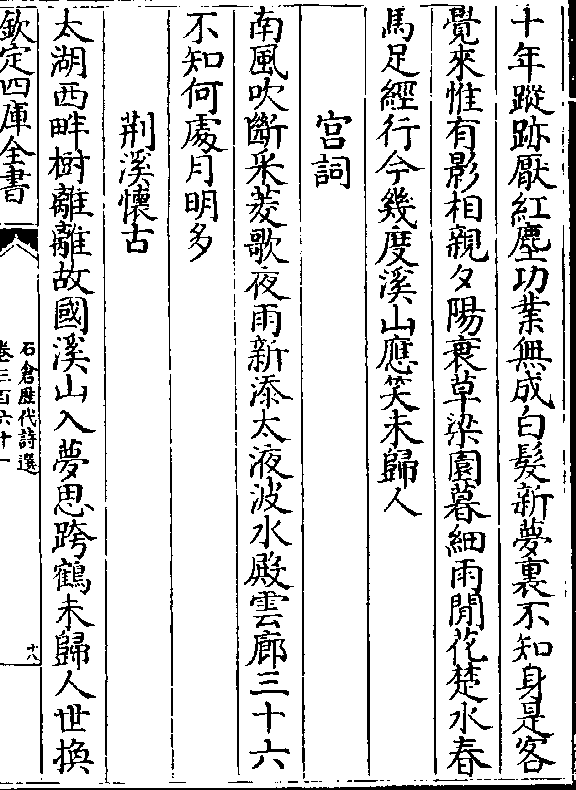 十年蹤跡厭紅塵功業無成白髮新夢裏不知身是客
覺來惟有影相親夕陽衰草梁園暮細雨閒花楚水春
馬足經行今幾度溪山應笑未歸人
宫詞
南風吹斷采菱歌夜雨新添太液波水殿雲廊三十六
不知何處月明多
荆溪懷古
太湖西畔樹離離故國溪山入夢思跨鶴未歸人世換
欽定四庫全書
石倉歴代詩選
卷三百六十一
十八